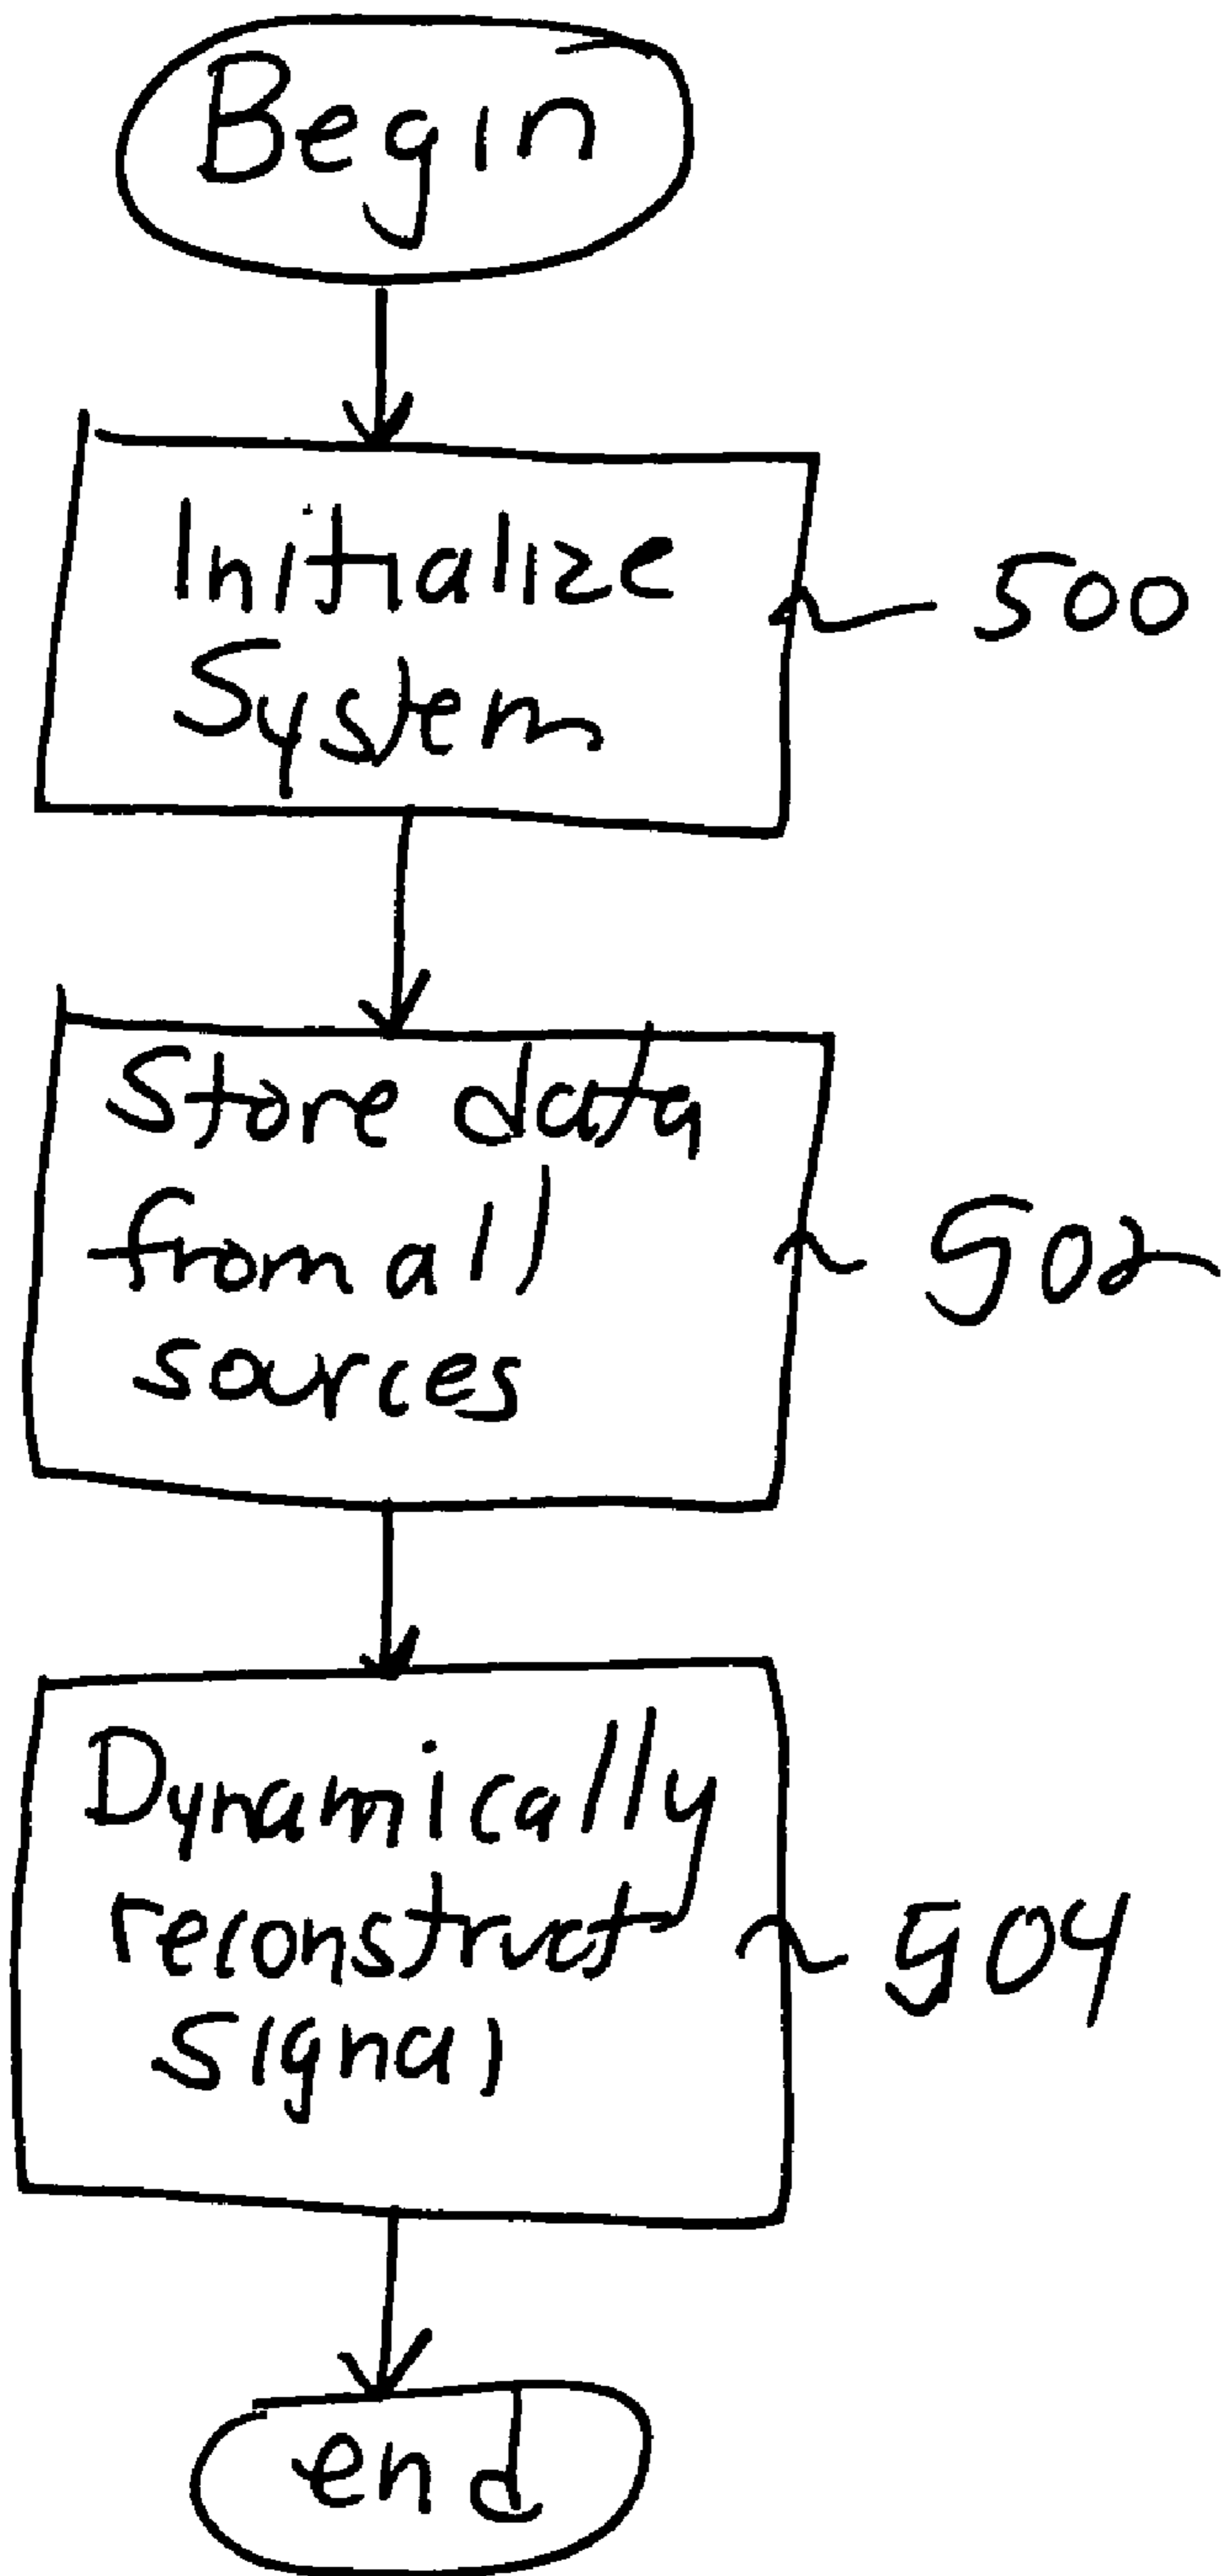 Begin
Initialize
System
500
Store data
from all
sources
502
Dynamically
reconstruct
signal
504
end